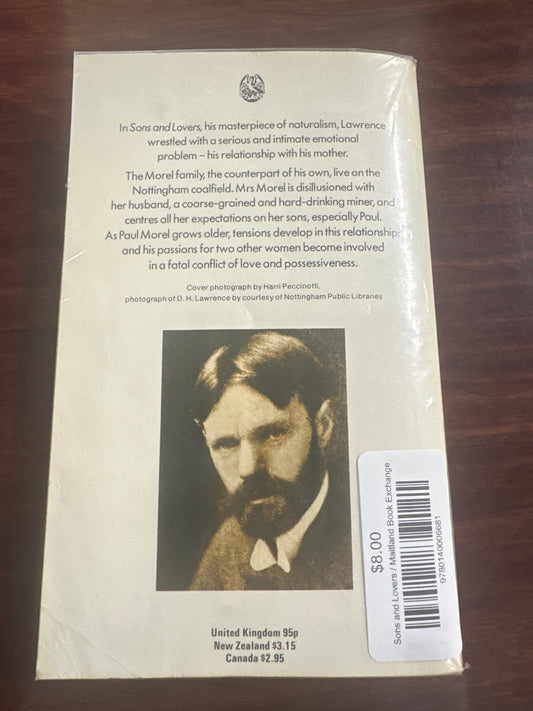 In Sons and Lovers, his masterpiece of naturalism, Lawrence
wrestled with a serious and intimate emotional
problem – his relationship with his mother.
The Morel family, the counterpart of his own, live on the
Nottingham coalfield. Mrs Morel is disillusioned with
her husband, a coarse-grained and hard-drinking miner, and
centres all her expectations on her sons, especially Paul.
As Paul Morel grows older, tensions develop in this relationship
and his passions for two other women become involved
in a fatal conflict of love and possessiveness.
Cover photograph by Harri Peccinotti,
photograph of D. H. Lawrence by courtesy of Nottingham Public Libraries
$8.00
Sons and Lovers / Maitland Book Exchange
9780140006681
United Kingdom 95p
New Zealand $3.15
Canada $2.95